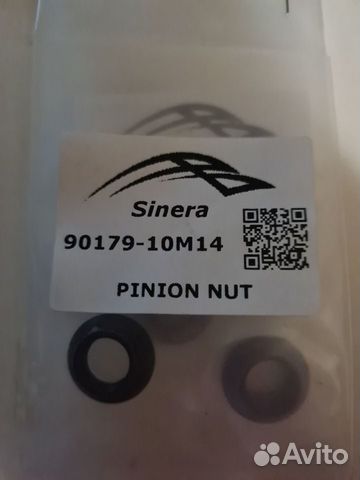 Sinera
90179-10M14
PINION NUT
Avito